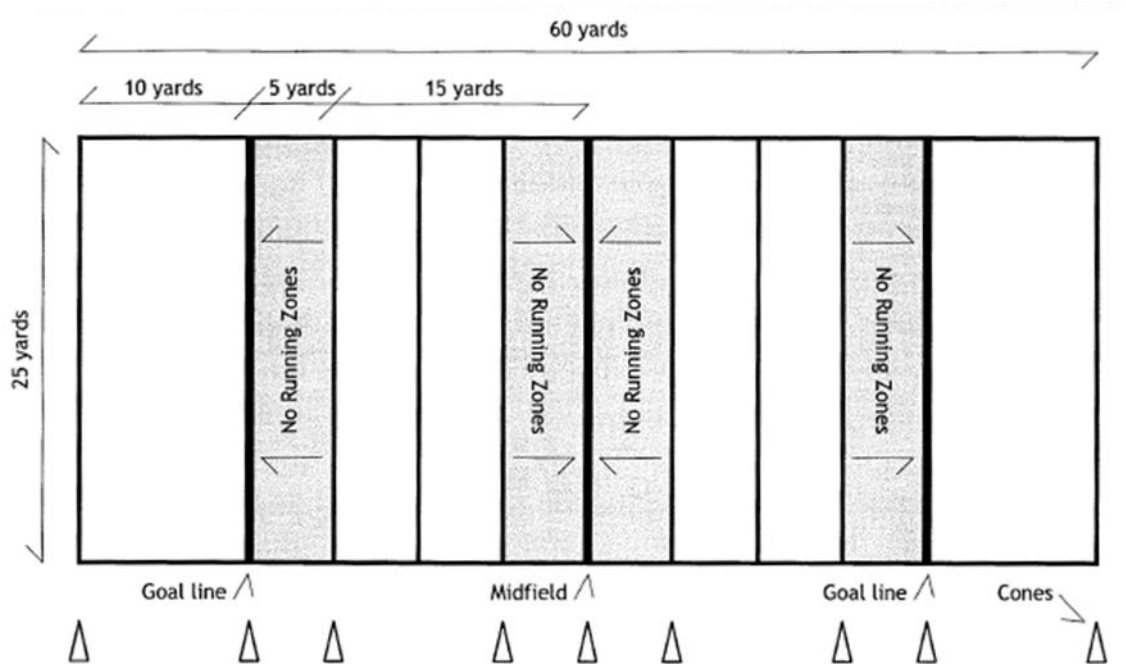 60 yards
10 yards
5 yards
15 yards
25 yards
No Running Zones
No Running Zones
No Running Zones
No Running Zones
Goal line
Midfield
Goal line
Cones